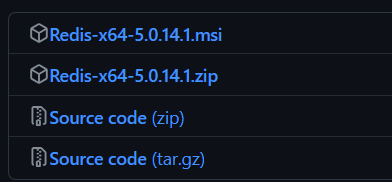 Redis-x64-5.0.14.1.msi
Redis-x64-5.0.14.1.zip
Source code (zip)
Source code (tar.gz)